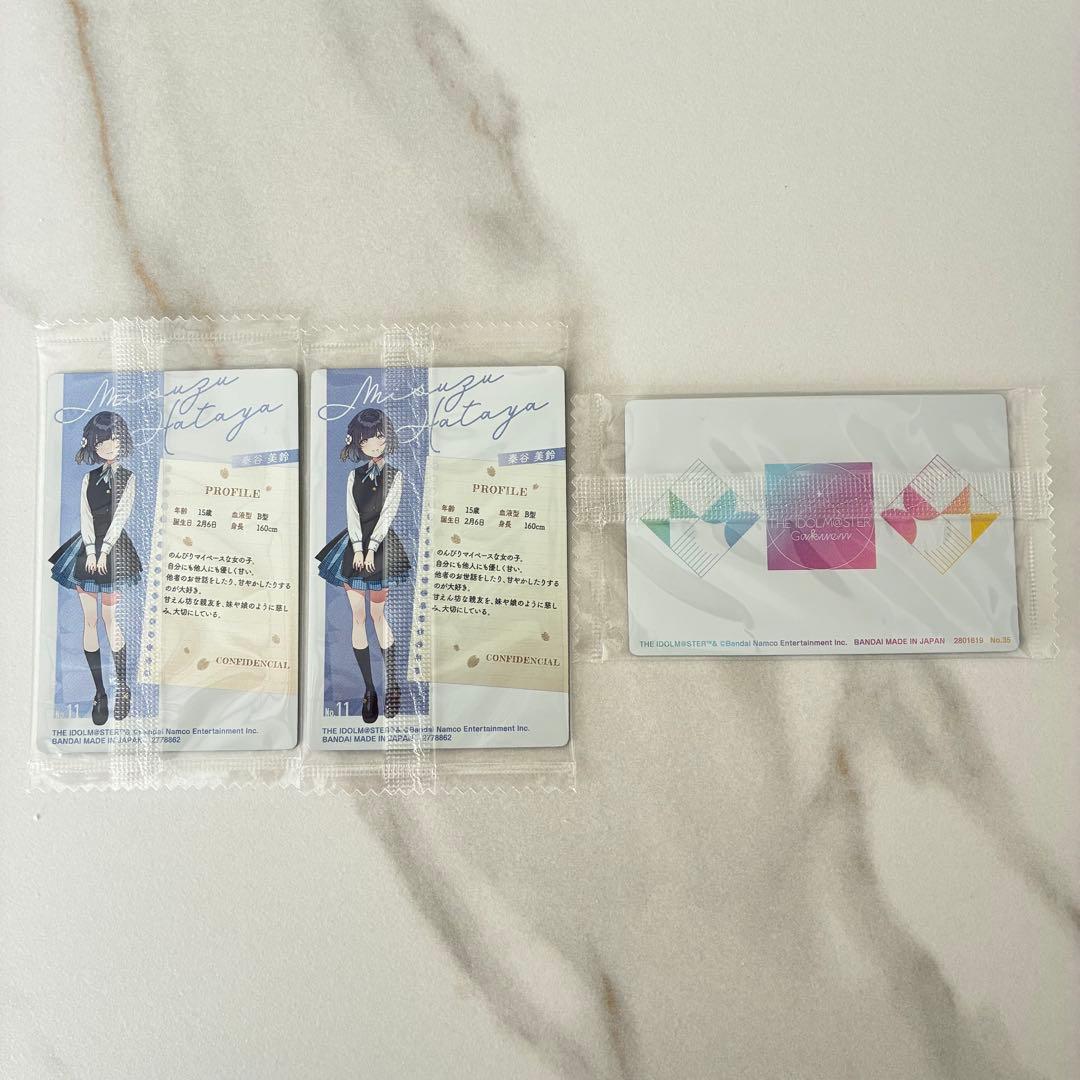 Misuzu
Hataya
秦谷 美鈴
PROFILE
年齢 15歳 血液型 B型
誕生日 2月6日 身長 160cm
のんびりマイペースな女の子。
自分にも他人にも優しく甘い。
他者のお世話をしたり、甘やかしたりする
のが大好き。
甘えん坊な親友を、妹や娘のように慈し
み、大切にしている。
CONFIDENCIAL
No.11
THE IDOLM@STER™& ©Bandai Namco Entertainment Inc.
BANDAI MADE IN JAPAN 2778862
Misuzu
Hataya
秦谷 美鈴
PROFILE
年齢 15歳 血液型 B型
誕生日 2月6日 身長 160cm
のんびりマイペースな女の子。
自分にも他人にも優しく甘い。
他者のお世話をしたり、甘やかしたりする
のが大好き。
甘えん坊な親友を、妹や娘のように慈し
み、大切にしている。
CONFIDENCIAL
No.11
THE IDOLM@STER™& ©Bandai Namco Entertainment Inc.
BANDAI MADE IN JAPAN 2778862
THE IDOLM@STER
Gakuen
THE IDOLM@STER™& ©Bandai Namco Entertainment Inc. BANDAI MADE IN JAPAN 2801619 No.35